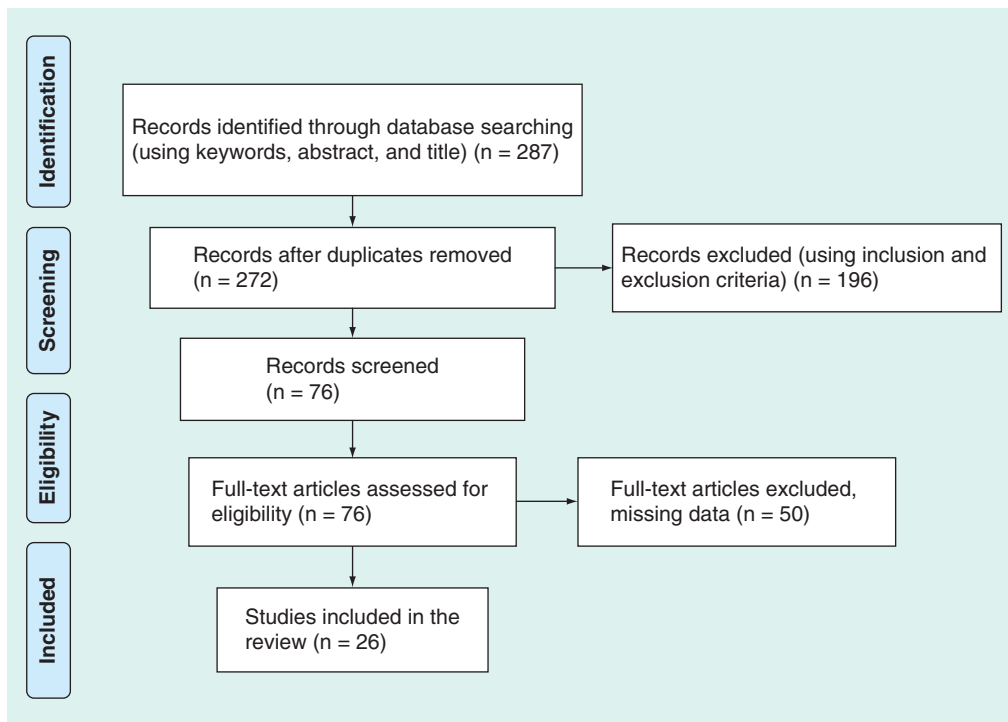 Identification
Records identified through database searching
(using keywords, abstract, and title) (n = 287)
Screening
Records after duplicates removed
(n = 272)
Records excluded (using inclusion and
exclusion criteria) (n = 196)
Records screened
(n = 76)
Eligibility
Full-text articles assessed for
eligibility (n = 76)
Full-text articles excluded,
missing data (n = 50)
Included
Studies included in the
review (n = 26)